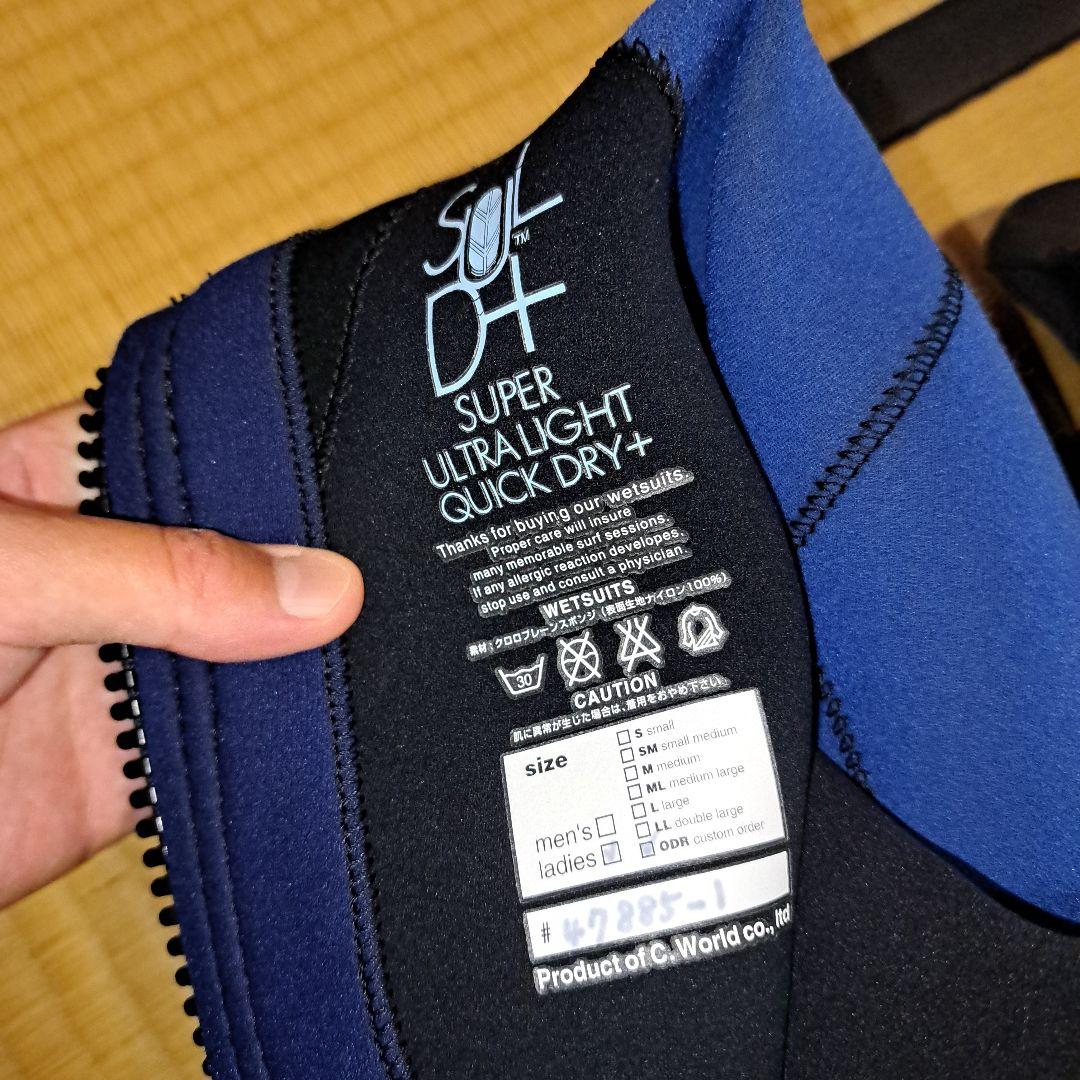 SOUL™
D+
SUPER
ULTRA LIGHT
QUICK DRY+
Thanks for buying our wetsuits.
Proper care will insure
many memorable surf sessions.
If any allergic reaction developes.
stop use and consult a physician.
WETSUITS
素材:クロロプレーンスポンジ(表面生地ナイロン100%)
30
CAUTION
肌に異常が生じた場合は、着用をおやめ下さい。
size
S small
SM small medium
M medium
ML medium large
L large
LL double large
ODR custom order
men's
ladies
# 47885-1
Product of C. World co., ltd